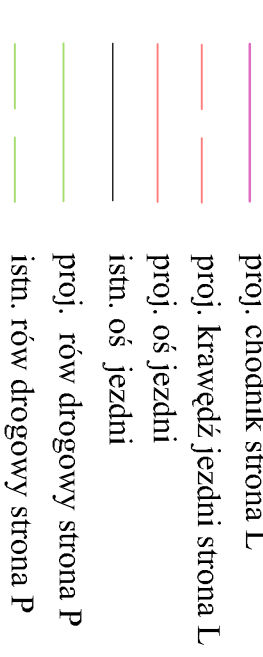 proj. chodnik strona L
proj. krawędź jezdni strona L
proj. oś jezdni
istn. oś jezdni
proj. rów drogowy strona P
istn. rów drogowy strona P